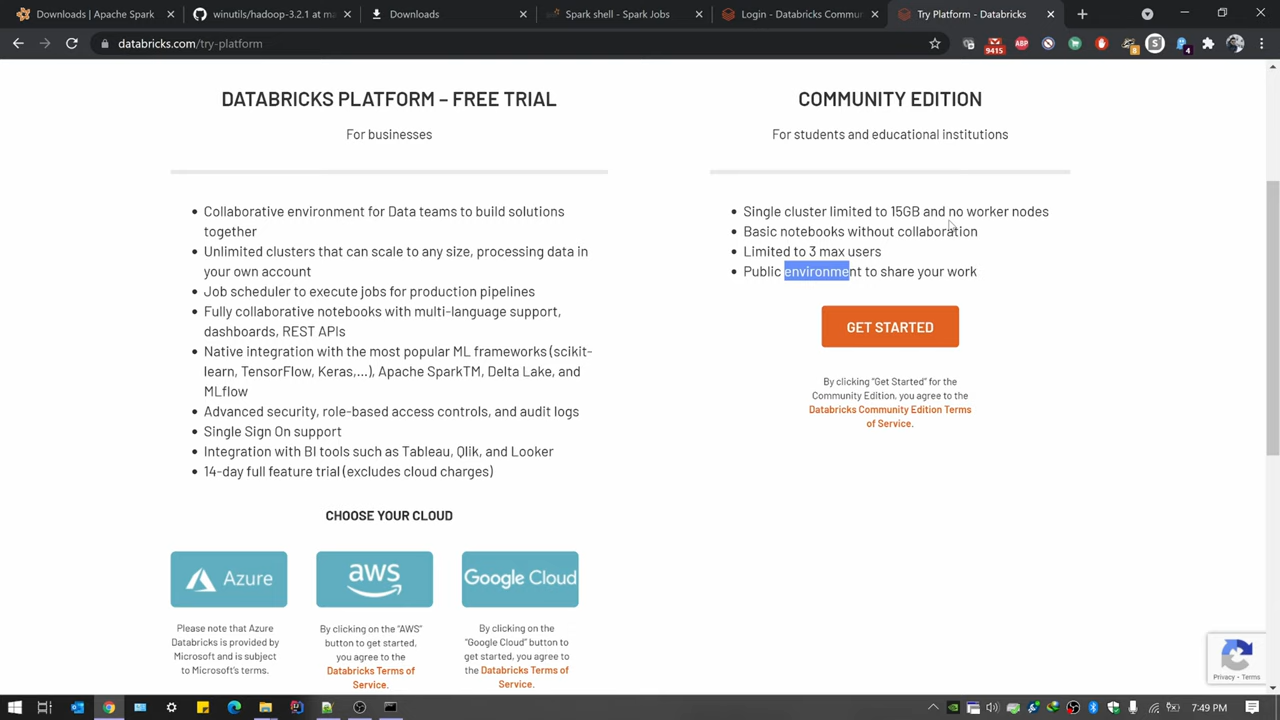 Downloads | Apache Spark
winutils/hadoop-3.2.1 at ma
Downloads
Spark shell - Spark Jobs
Login - Databricks Commun
Try Platform - Databricks
databricks.com/try-platform
9415
ABP
8
S
4
DATABRICKS PLATFORM – FREE TRIAL
For businesses
Collaborative environment for Data teams to build solutions
together
Unlimited clusters that can scale to any size, processing data in
your own account
Job scheduler to execute jobs for production pipelines
Fully collaborative notebooks with multi-language support,
dashboards, REST APIs
Native integration with the most popular ML frameworks (scikit-
learn, TensorFlow, Keras,...), Apache SparkTM, Delta Lake, and
MLflow
Advanced security, role-based access controls, and audit logs
Single Sign On support
Integration with BI tools such as Tableau, Qlik, and Looker
14-day full feature trial (excludes cloud charges)
CHOOSE YOUR CLOUD
Azure
aws
Google Cloud
Please note that Azure
Databricks is provided by
Microsoft and is subject
to Microsoft's terms.
By clicking on the "AWS"
button to get started,
you agree to the
Databricks Terms of
Service.
By clicking on the
"Google Cloud" button to
get started, you agree to
the Databricks Terms of
Service.
COMMUNITY EDITION
For students and educational institutions
Single cluster limited to 15GB and no worker nodes
Basic notebooks without collaboration
Limited to 3 max users
Public environment to share your work
GET STARTED
By clicking "Get Started" for the
Community Edition, you agree to the
Databricks Community Edition Terms
of Service.
Privacy - Terms
ENG
7:49 PM